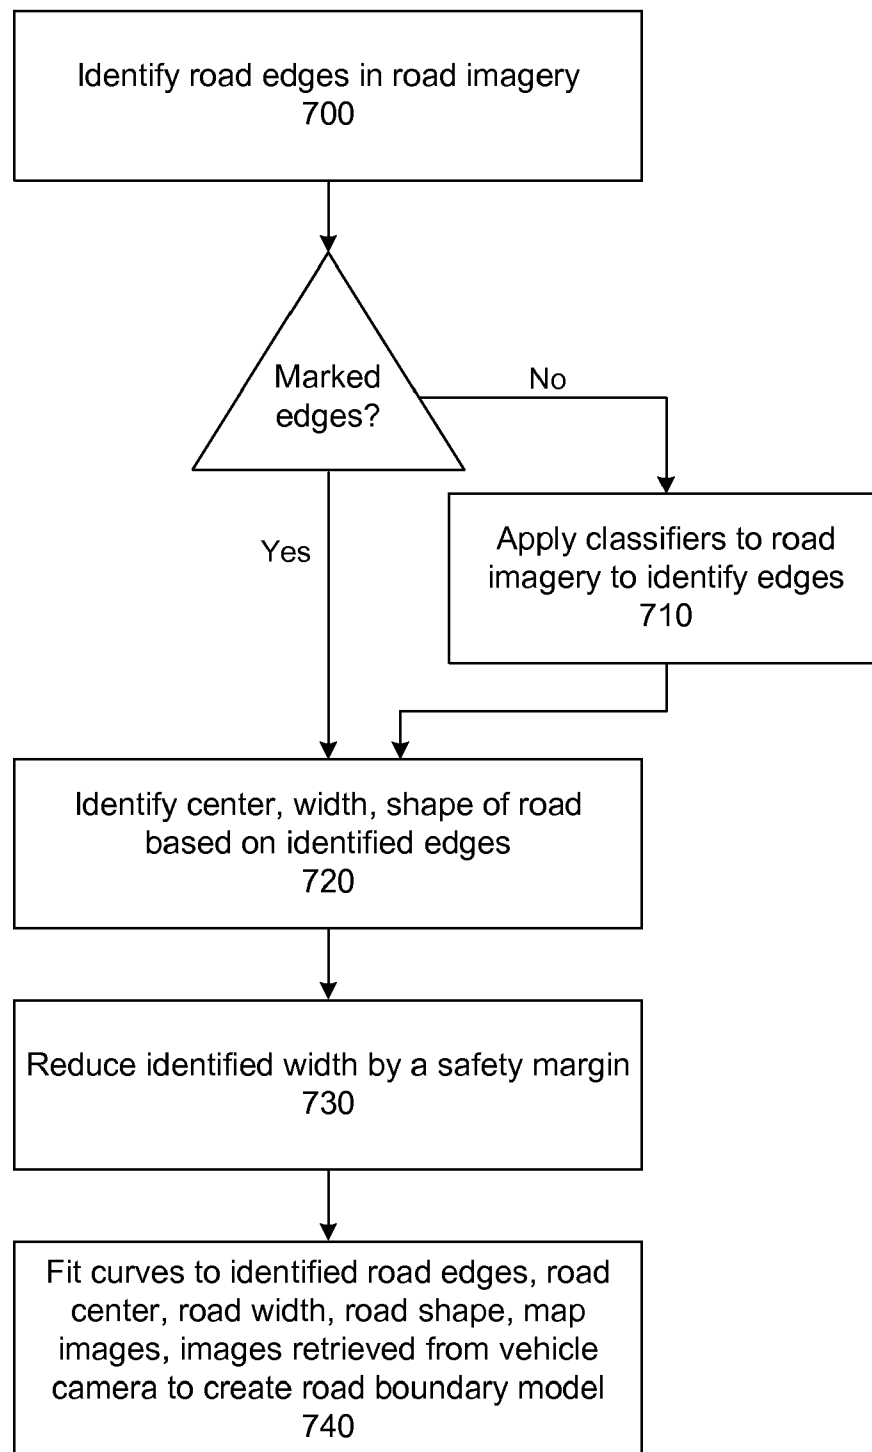 Identify road edges in road imagery
700
Marked
edges?
No
Yes
Apply classifiers to road
imagery to identify edges
710
Identify center, width, shape of road
based on identified edges
720
Reduce identified width by a safety margin
730
Fit curves to identified road edges, road
center, road width, road shape, map
images, images retrieved from vehicle
camera to create road boundary model
740